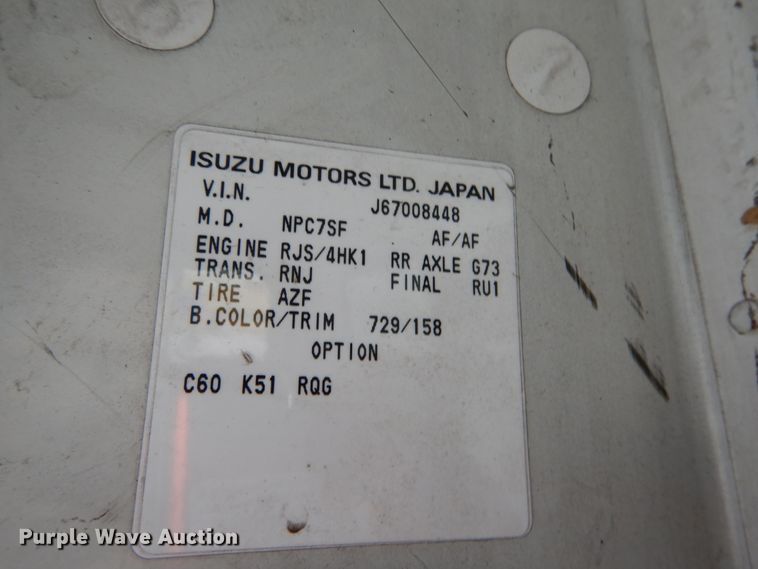 ISUZU MOTORS LTD. JAPAN
V.I.N. J67008448
M.D. NPC7SF AF/AF
ENGINE RJS/4HK1 RR AXLE G73
TRANS. RNJ FINAL RU1
TIRE AZF
B.COLOR/TRIM 729/158
OPTION
C60 K51 RQG
Purple Wave Auction